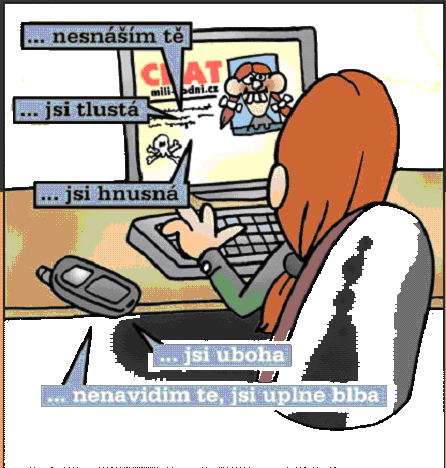 ... nesnáším tě
CHAT
... jsi tlustá
... jsi hnusná
... jsi uboha
... nenavidim te, jsi uplne blba